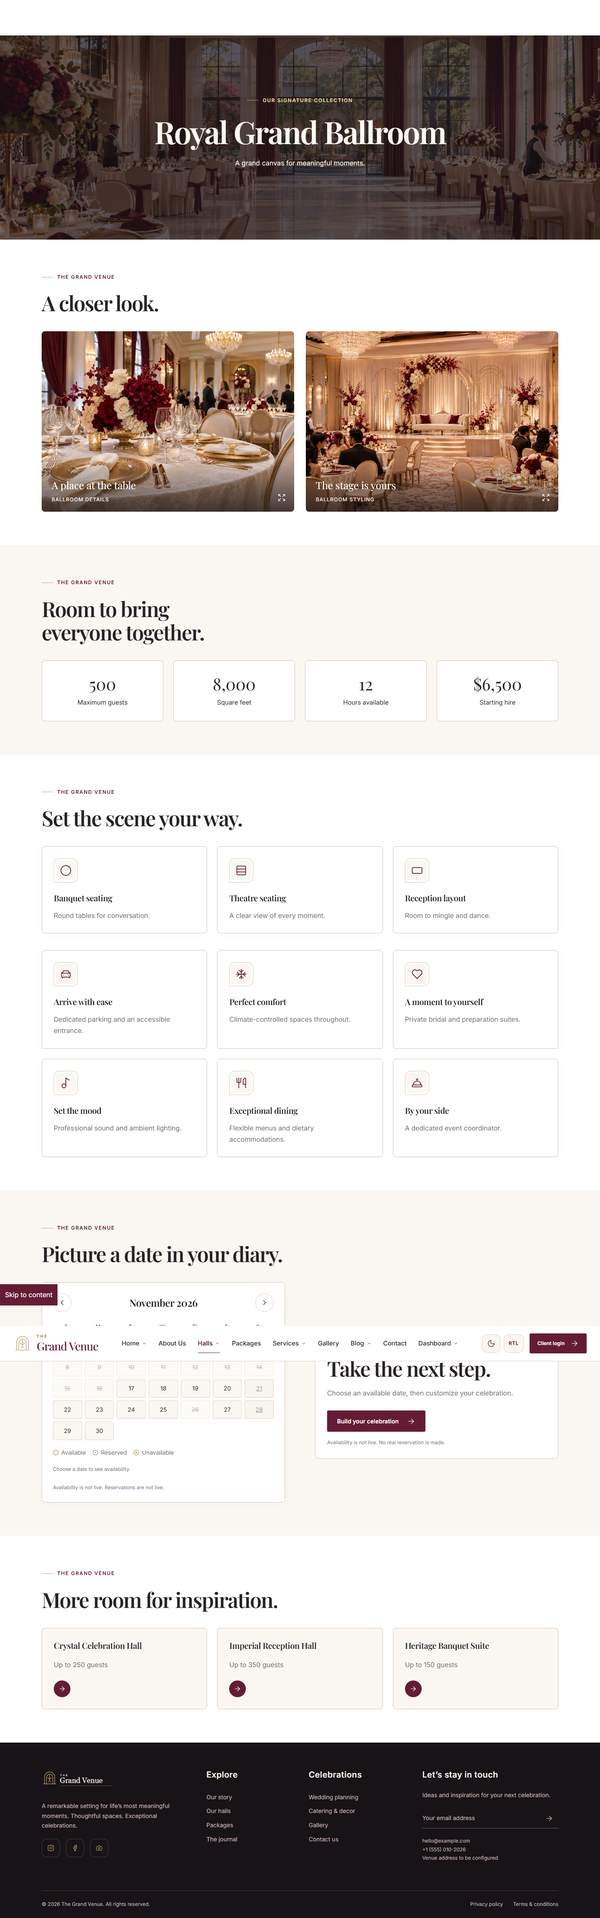 OUR SIGNATURE COLLECTION
Royal Grand Ballroom
A grand canvas for meaningful moments.
THE GRAND VENUE
A closer look.
A place at the table
BALLROOM DETAILS
The stage is yours
BALLROOM STYLING
THE GRAND VENUE
Room to bring
everyone together.
500
Maximum guests
8,000
Square feet
12
Hours available
$6,500
Starting hire
THE GRAND VENUE
Set the scene your way.
Banquet seating
Round tables for conversation.
Theatre seating
A clear view of every moment.
Reception layout
Room to mingle and dance.
Arrive with ease
Dedicated parking and an accessible
entrance.
Perfect comfort
Climate-controlled spaces throughout.
A moment to yourself
Private bridal and preparation suites.
Set the mood
Professional sound and ambient lighting.
Exceptional dining
Flexible menus and dietary
accommodations.
By your side
A dedicated event coordinator.
THE GRAND VENUE
Picture a date in your diary.
Skip to content
November 2026
THE
Grand Venue
Home
About Us
Halls
Packages
Services
Gallery
Blog
Contact
Dashboard
RTL
Client login
8 9 10 11 12 13 14
15 16 17 18 19 20 21
22 23 24 25 26 27 28
29 30
Available
Reserved
Unavailable
Choose a date to see availability.
Availability is not live. Reservations are not live.
Take the next step.
Choose an available date, then customize your celebration.
Build your celebration
Availability is not live. No real reservation is made.
THE GRAND VENUE
More room for inspiration.
Crystal Celebration Hall
Up to 250 guests
Imperial Reception Hall
Up to 350 guests
Heritage Banquet Suite
Up to 150 guests
THE
Grand Venue
A remarkable setting for life's most meaningful
moments. Thoughtful spaces. Exceptional
celebrations.
Explore
Our story
Our halls
Packages
The journal
Celebrations
Wedding planning
Catering & decor
Gallery
Contact us
Let's stay in touch
Ideas and inspiration for your next celebration.
Your email address
hello@example.com
+1 (555) 010-2026
Venue address to be configured
© 2026 The Grand Venue. All rights reserved.
Privacy policy
Terms & conditions